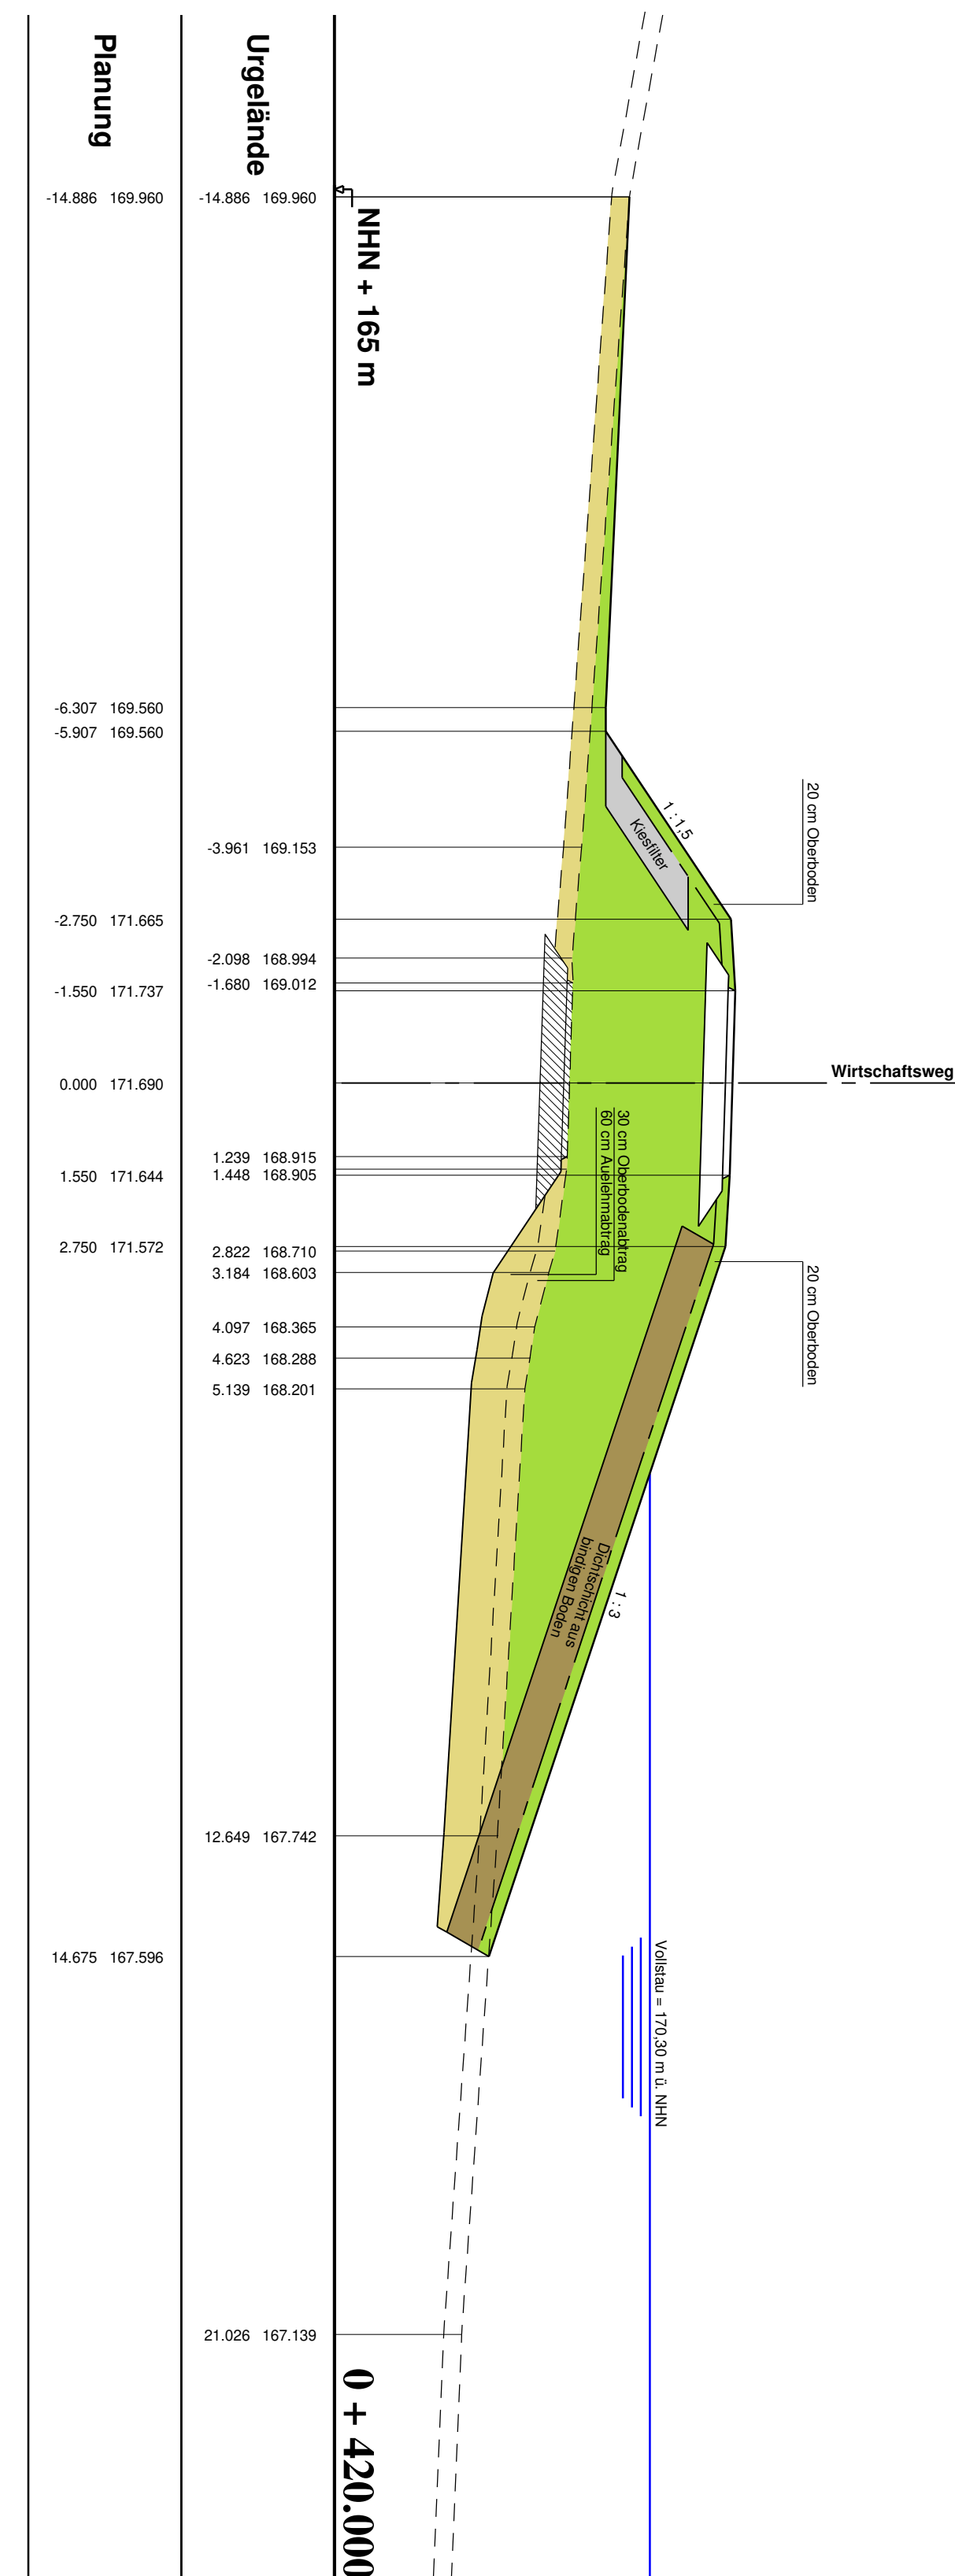 Planung
-14.886 169.960
-6.307 169.560
-5.907 169.560
-2.750 171.665
-1.550 171.737
0.000 171.690
1.550 171.644
2.750 171.572
14.675 167.596
Urgelände
-14.886 169.960
-3.961 169.153
-2.098 168.994
-1.680 169.012
1.239 168.915
1.448 168.905
2.822 168.710
3.184 168.603
4.097 168.365
4.623 168.288
5.139 168.201
12.649 167.742
21.026 167.139
NHN + 165 m
0 + 420.000
Kiesfilter
1 : 1,5
20 cm Oberboden
Wirtschaftsweg
30 cm Oberbodenabtrag
60 cm Auelehmabtrag
20 cm Oberboden
Dichtschicht aus
bindigen Boden
1 : 3
Vollstau = 170,30 m ü. NHN